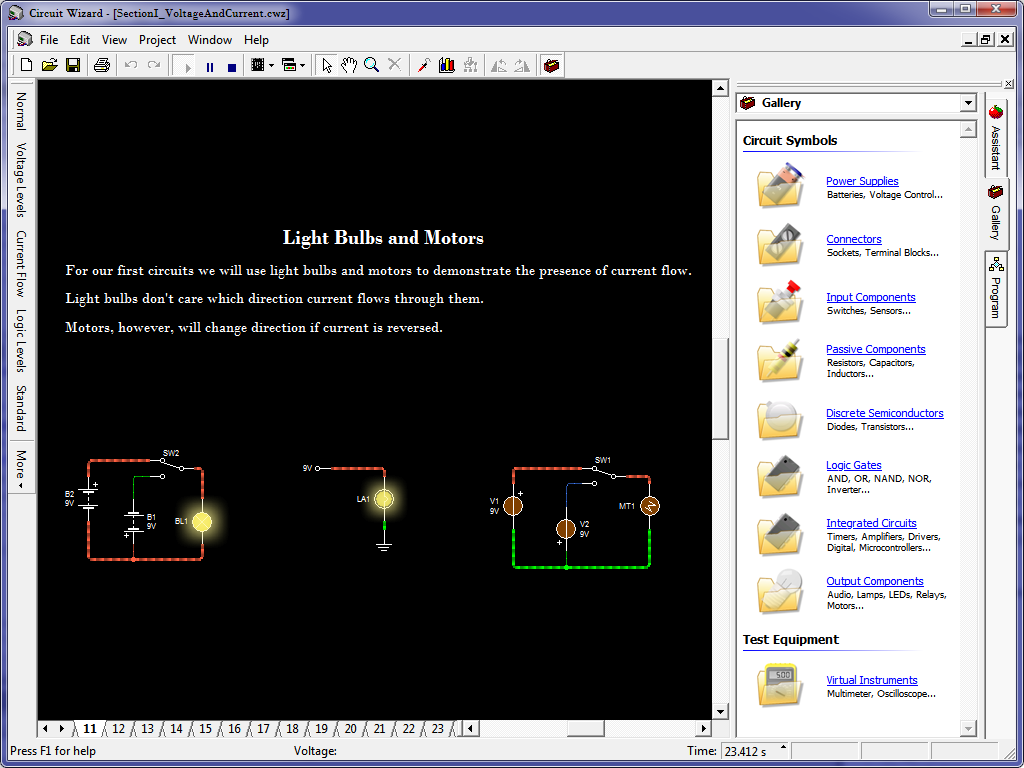 Circuit Wizard - [SectionI_VoltageAndCurrent.cwz]
File Edit View Project Window Help
Normal
Voltage Levels
Current Flow
Logic Levels
Standard
More
Light Bulbs and Motors
For our first circuits we will use light bulbs and motors to demonstrate the presence of current flow.
Light bulbs don't care which direction current flows through them.
Motors, however, will change direction if current is reversed.
SW2
B2
9V
+
B1
9V
+
BL1
9V
LA1
SW1
V1
9V
+
V2
9V
+
MT1
11 12 13 14 15 16 17 18 19 20 21 22 23
Gallery
Circuit Symbols
Power Supplies
Batteries, Voltage Control...
Connectors
Sockets, Terminal Blocks...
Input Components
Switches, Sensors...
Passive Components
Resistors, Capacitors,
Inductors...
Discrete Semiconductors
Diodes, Transistors...
Logic Gates
AND, OR, NAND, NOR,
Inverter...
Integrated Circuits
Timers, Amplifiers, Drivers,
Digital, Microcontrollers...
Output Components
Audio, Lamps, LEDs, Relays,
Motors...
Test Equipment
500
Virtual Instruments
Multimeter, Oscilloscope...
Assistant
Gallery
Program
Press F1 for help
Voltage:
Time: 23.412 s